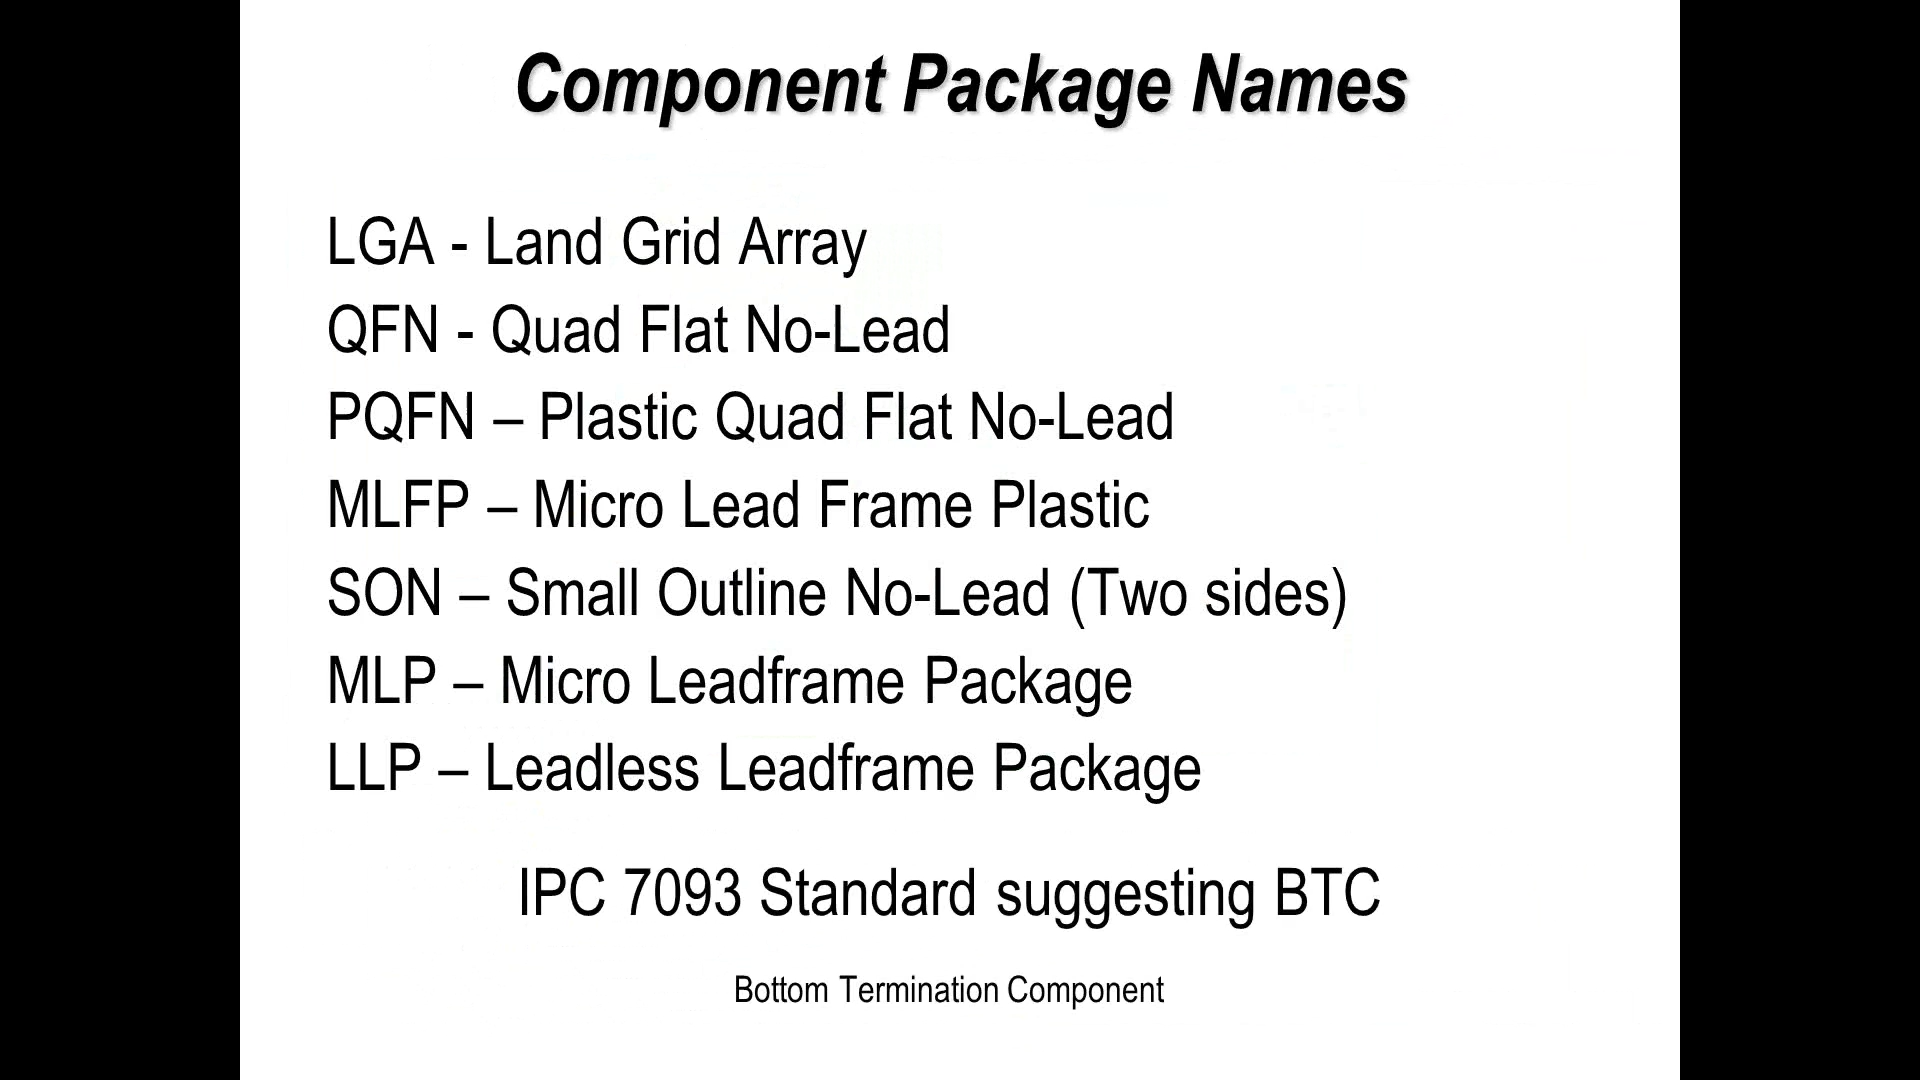 Component Package Names
LGA - Land Grid Array
QFN - Quad Flat No-Lead
PQFN – Plastic Quad Flat No-Lead
MLFP – Micro Lead Frame Plastic
SON – Small Outline No-Lead (Two sides)
MLP – Micro Leadframe Package
LLP – Leadless Leadframe Package
IPC 7093 Standard suggesting BTC
Bottom Termination Component